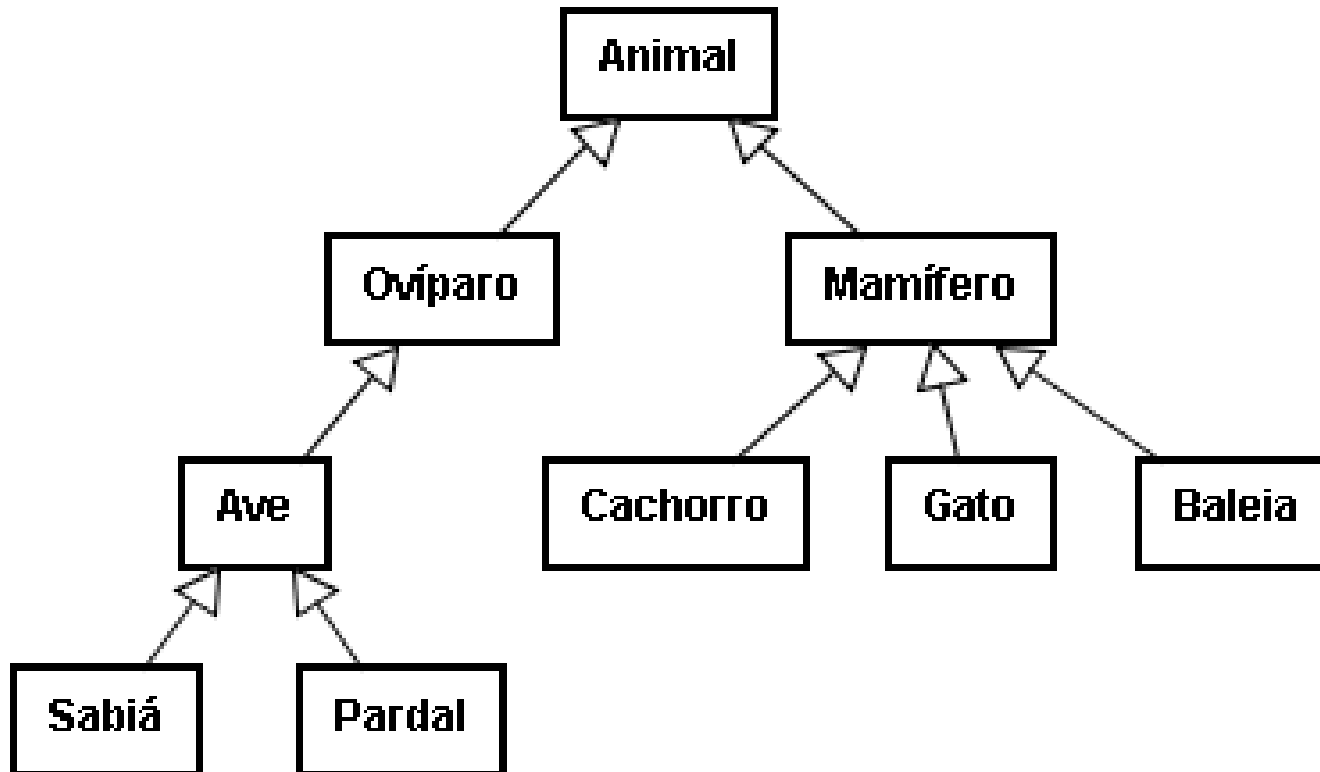 Animal
Ovíparo
Mamífero
Ave
Cachorro
Gato
Baleia
Sabiá
Pardal